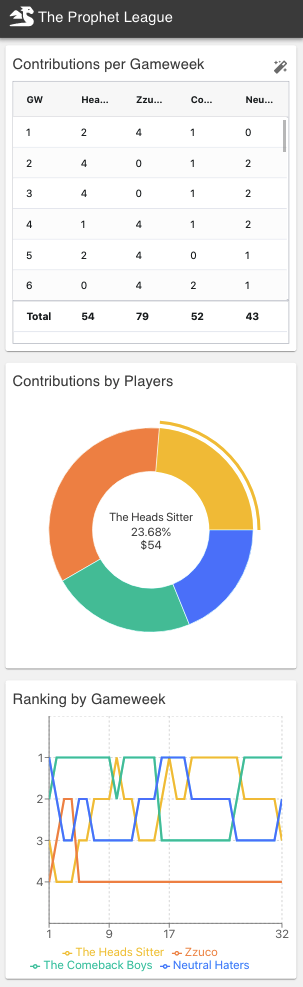 The Prophet League
Contributions per Gameweek
GW Hea... Zzu... Co... Neu...
1 2 4 1 0
2 4 0 1 2
3 4 0 1 2
4 1 4 1 2
5 2 4 0 1
6 0 4 2 1
Total 54 79 52 43
Contributions by Players
The Heads Sitter
23.68%
$54
Ranking by Gameweek
1
2
3
4
1 9 17 32
The Heads Sitter Zzuco
The Comeback Boys Neutral Haters